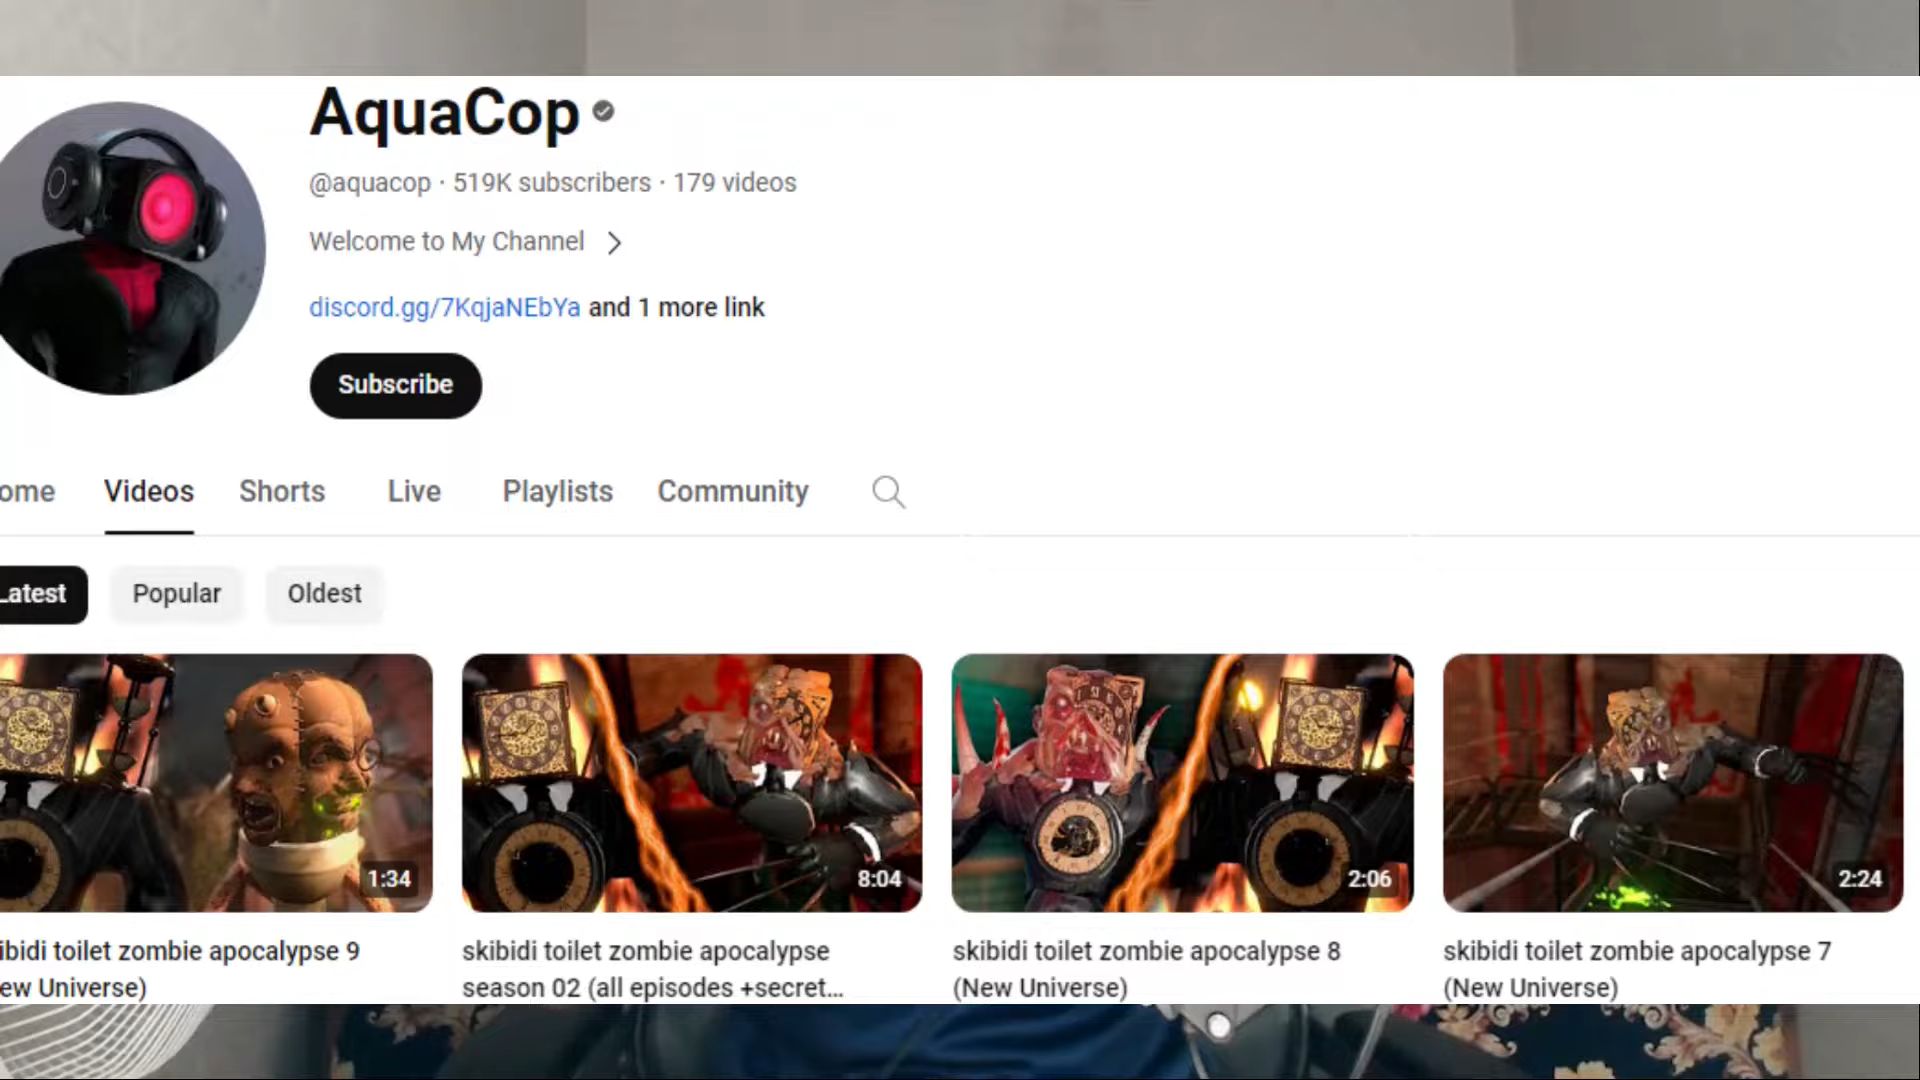 AquaCop
@aquacop · 519K subscribers · 179 videos
Welcome to My Channel
discord.gg/7KqjaNEbYa and 1 more link
Subscribe
ome Videos Shorts Live Playlists Community
Latest Popular Oldest
1:34 8:04 2:06 2:24
ibidi toilet zombie apocalypse 9
ew Universe)
skibidi toilet zombie apocalypse
season 02 (all episodes +secret...
skibidi toilet zombie apocalypse 8
(New Universe)
skibidi toilet zombie apocalypse 7
(New Universe)